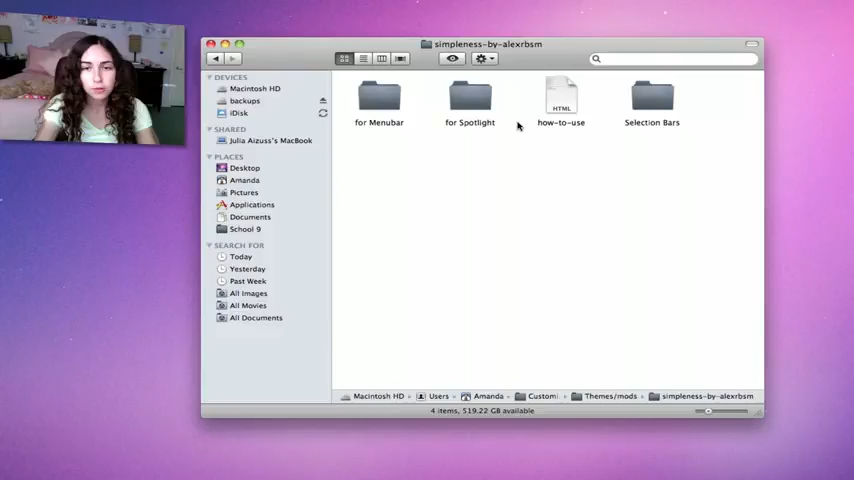 simpleness-by-alexrbsm
DEVICES
Macintosh HD
backups
iDisk
SHARED
Julia Aizuss's MacBook
PLACES
Desktop
Amanda
Pictures
Applications
Documents
School 9
SEARCH FOR
Today
Yesterday
Past Week
All Images
All Movies
All Documents
HTML
for Menubar
for Spotlight
how-to-use
Selection Bars
Macintosh HD
Users
Amanda
Customi
Themes/mods
simpleness-by-alexrbsm
4 items, 519.22 GB available